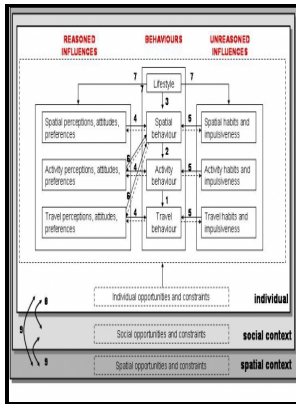 REASONED
INFLUENCES
BEHAVIOURS
UNREASONED
INFLUENCES
7
Lifestyle
7
3
Spatial perceptions, attitudes,
preferences
4
Spatial
behaviour
5
Spatial habits and
impulsiveness
6
2
Activity perceptions, attitudes,
preferences
4
Activity
behaviour
5
Activity habits and
impulsiveness
6
1
Travel perceptions, attitudes,
preferences
4
Travel
behaviour
5
Travel habits and
impulsiveness
Individual opportunities and constraints
individual
8
Social opportunities and constraints
social context
9
9
Spatial opportunities and constraints
spatial context